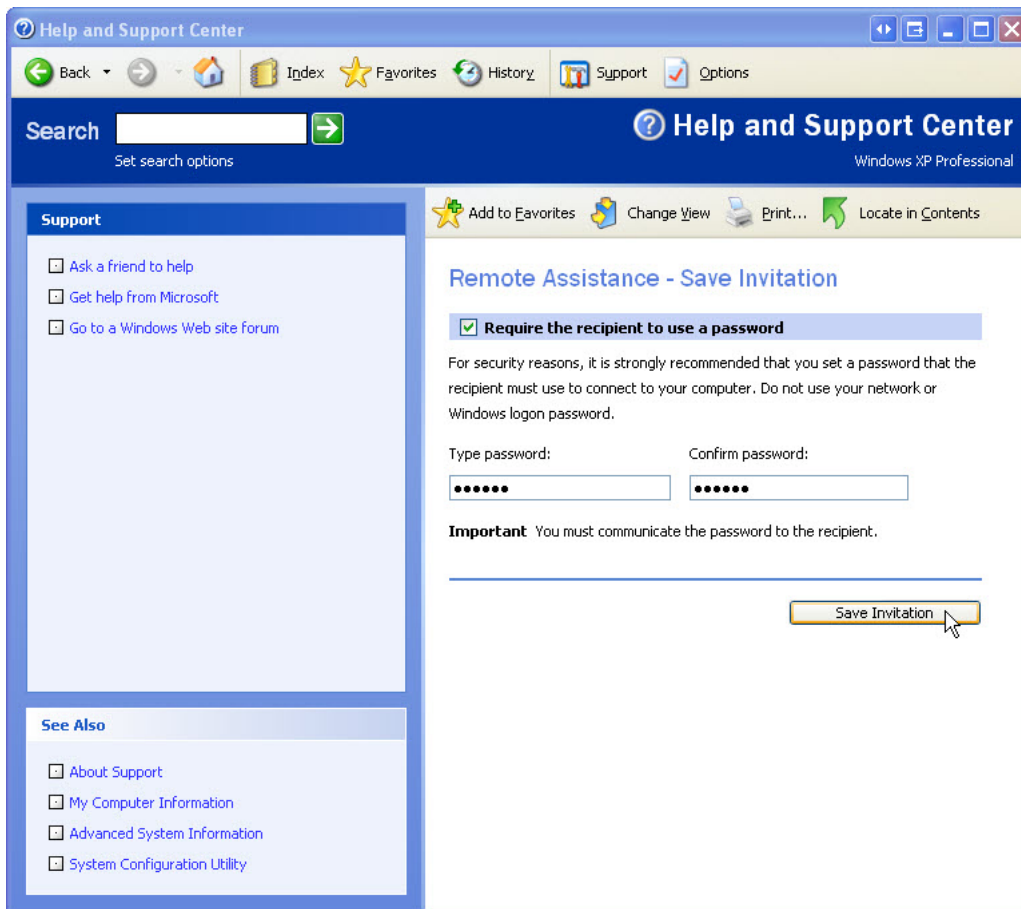 Help and Support Center
Back
Index
Favorites
History
Support
Options
Search
Set search options
Help and Support Center
Windows XP Professional
Support
Ask a friend to help
Get help from Microsoft
Go to a Windows Web site forum
See Also
About Support
My Computer Information
Advanced System Information
System Configuration Utility
Add to Favorites
Change View
Print...
Locate in Contents
Remote Assistance - Save Invitation
Require the recipient to use a password
For security reasons, it is strongly recommended that you set a password that the
recipient must use to connect to your computer. Do not use your network or
Windows logon password.
Type password:
Confirm password:
••••••
••••••
Important You must communicate the password to the recipient.
Save Invitation